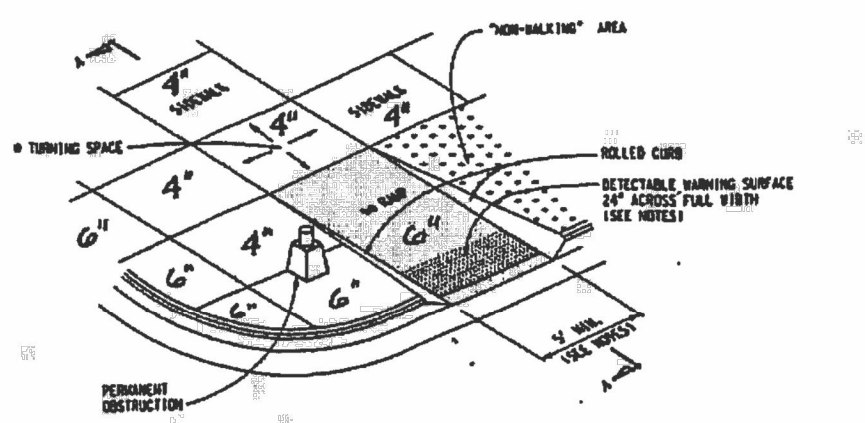 "NON-WALKING" AREA
A
4"
SIDEWALK
SIDEWALK
4"
4"
* TURNING SPACE
ROLLED CURB
4"
DETECTABLE WARNING SURFACE
24" ACROSS FULL WIDTH
(SEE NOTES)
RAMP
6"
6"
4"
6"
6"
6"
5' MIN.
(SEE NOTES)
A
PERMANENT
OBSTRUCTION